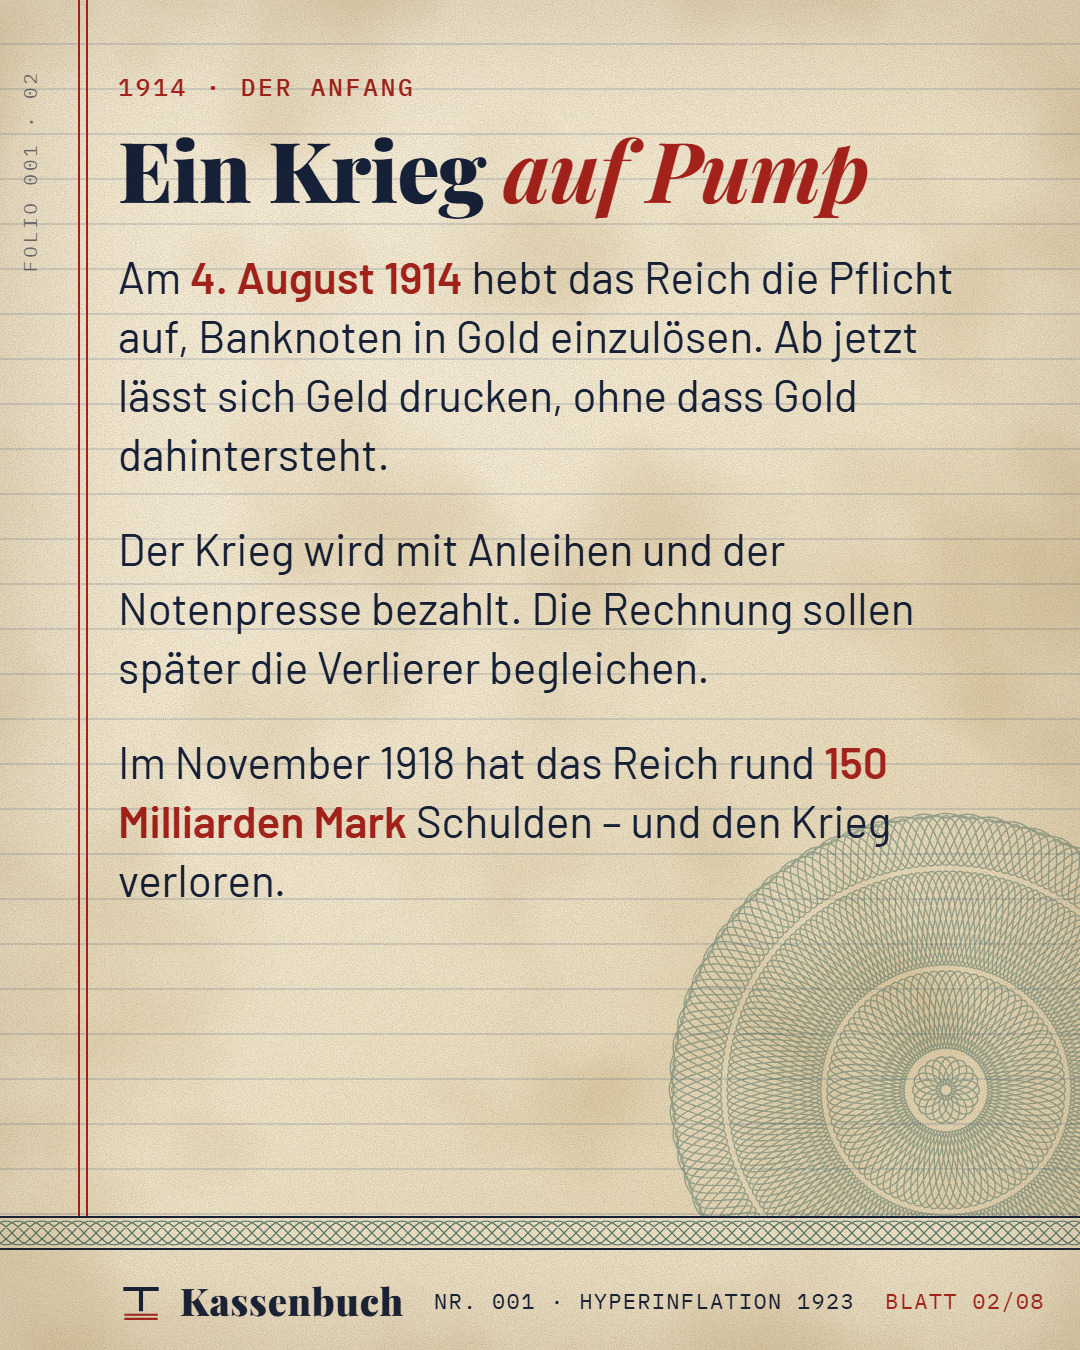 FOLIO 001 · 02
1914 · DER ANFANG
Ein Krieg auf Pump
Am 4. August 1914 hebt das Reich die Pflicht
auf, Banknoten in Gold einzulösen. Ab jetzt
lässt sich Geld drucken, ohne dass Gold
dahintersteht.
Der Krieg wird mit Anleihen und der
Notenpresse bezahlt. Die Rechnung sollen
später die Verlierer begleichen.
Im November 1918 hat das Reich rund 150
Milliarden Mark Schulden – und den Krieg
verloren.
Kassenbuch NR. 001 · HYPERINFLATION 1923 BLATT 02/08